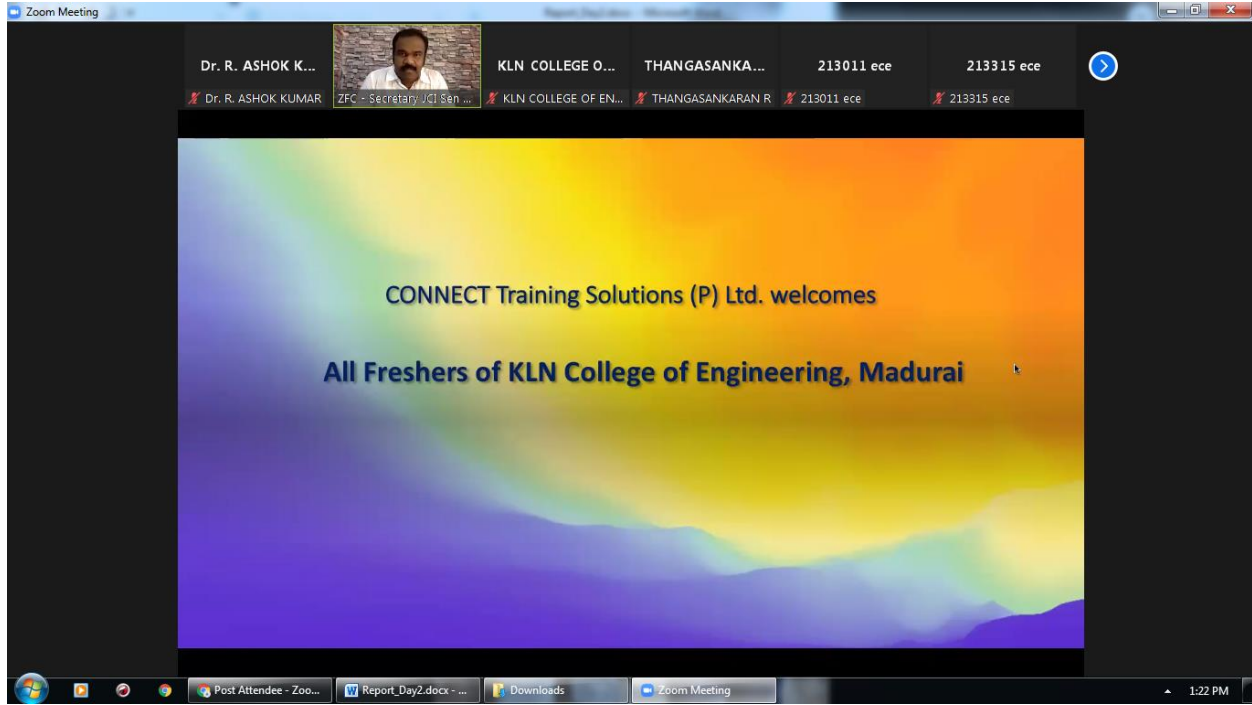 Zoom Meeting
Dr. R. ASHOK K...
KLN COLLEGE O...
THANGASANKA...
213011 ece
213315 ece
Dr. R. ASHOK KUMAR
ZFC - Secretary JCI Sen ...
KLN COLLEGE OF EN...
THANGASANKARAN R
213011 ece
213315 ece
CONNECT Training Solutions (P) Ltd. welcomes
All Freshers of KLN College of Engineering, Madurai
Post Attendee - Zoo...
Report_Day2.docx - ...
Downloads
Zoom Meeting
1:22 PM